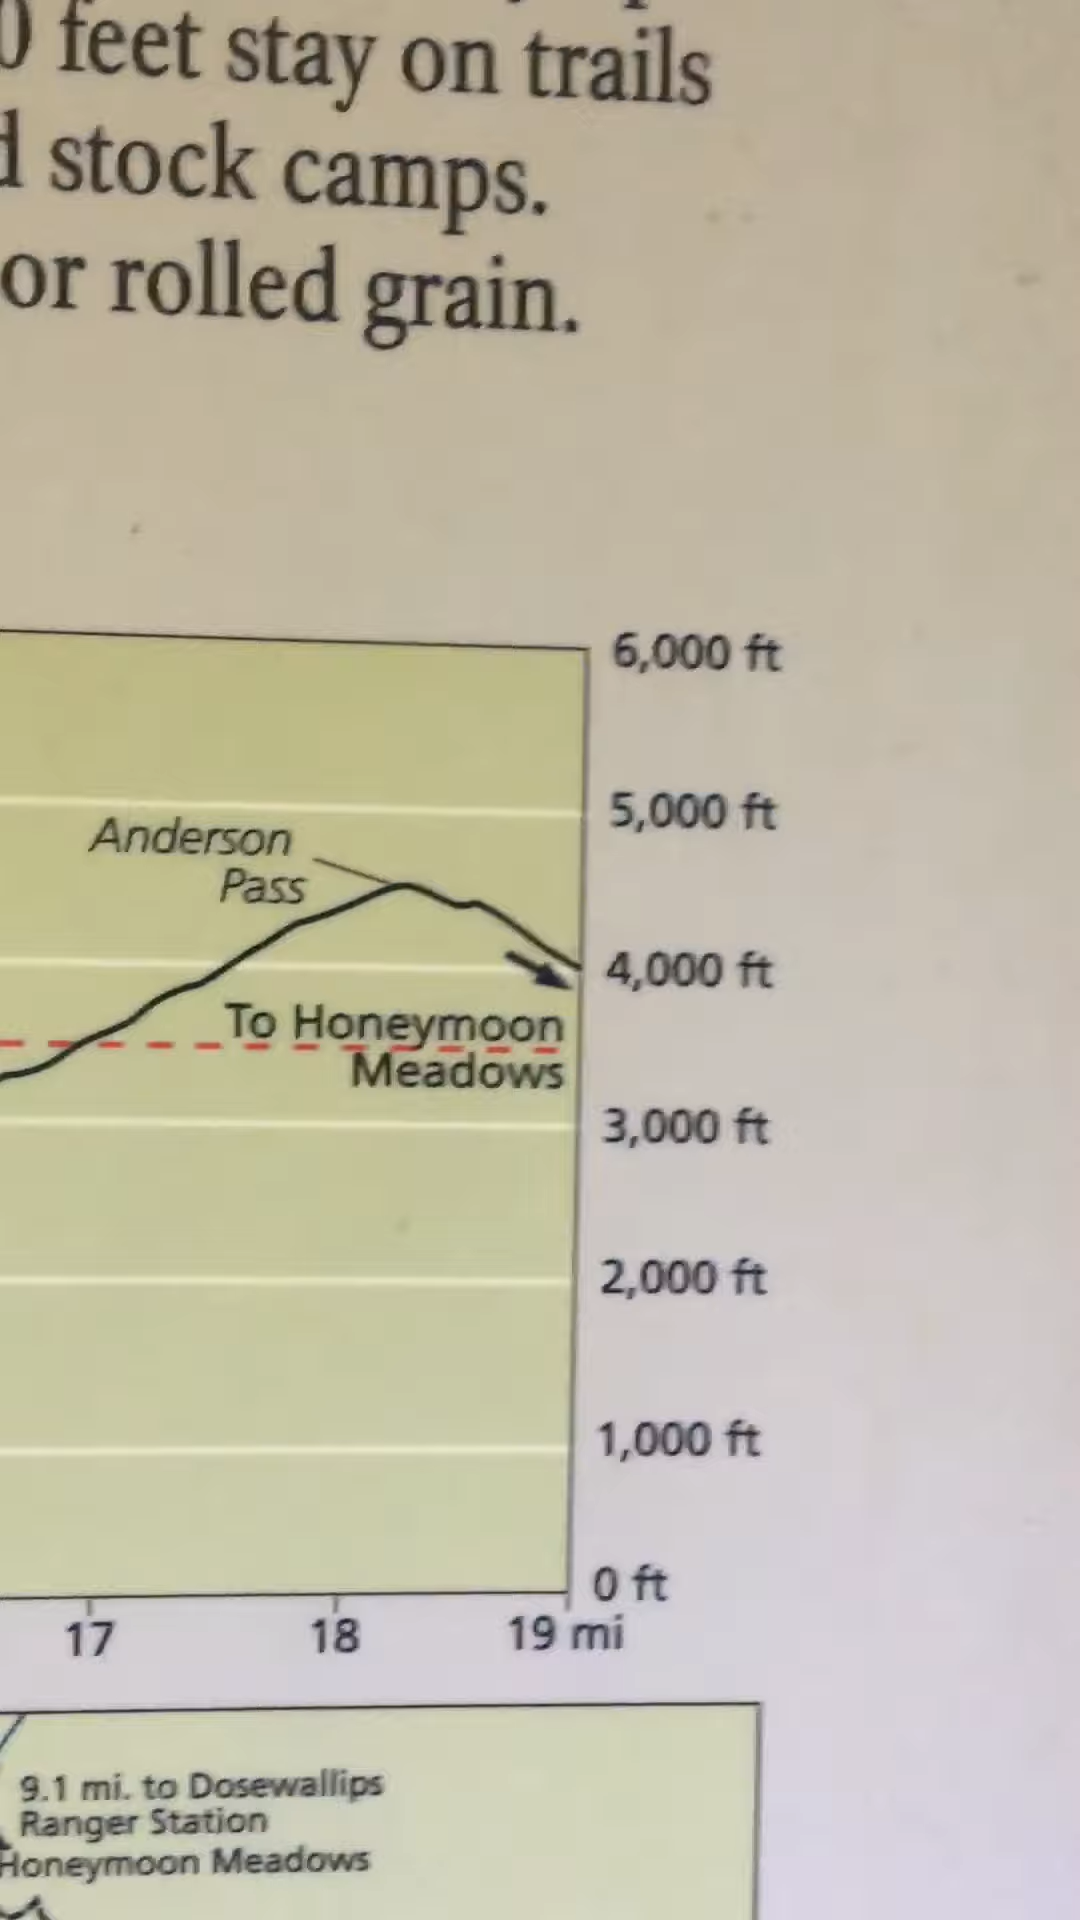 0 feet stay on trails
d stock camps.
or rolled grain.
6,000 ft
5,000 ft
Anderson
Pass
4,000 ft
To Honeymoon
Meadows
3,000 ft
2,000 ft
1,000 ft
0 ft
17 18 19 mi
9.1 mi. to Dosewallips
Ranger Station
Honeymoon Meadows